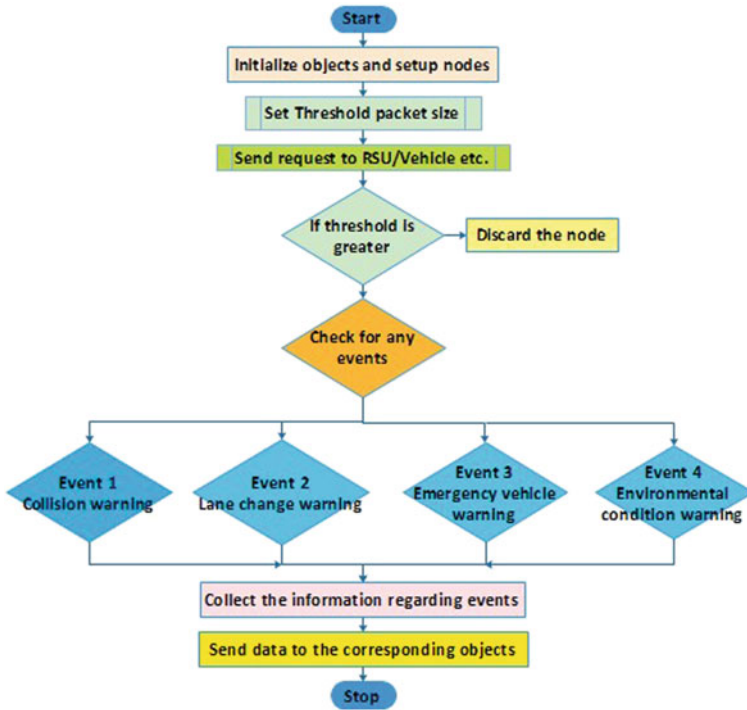 Start
Initialize objects and setup nodes
Set Threshold packet size
Send request to RSU/Vehicle etc.
If threshold is
greater
Discard the node
Check for any
events
Event 1
Collision warning
Event 2
Lane change warning
Event 3
Emergency vehicle
warning
Event 4
Environmental
condition warning
Collect the information regarding events
Send data to the corresponding objects
Stop